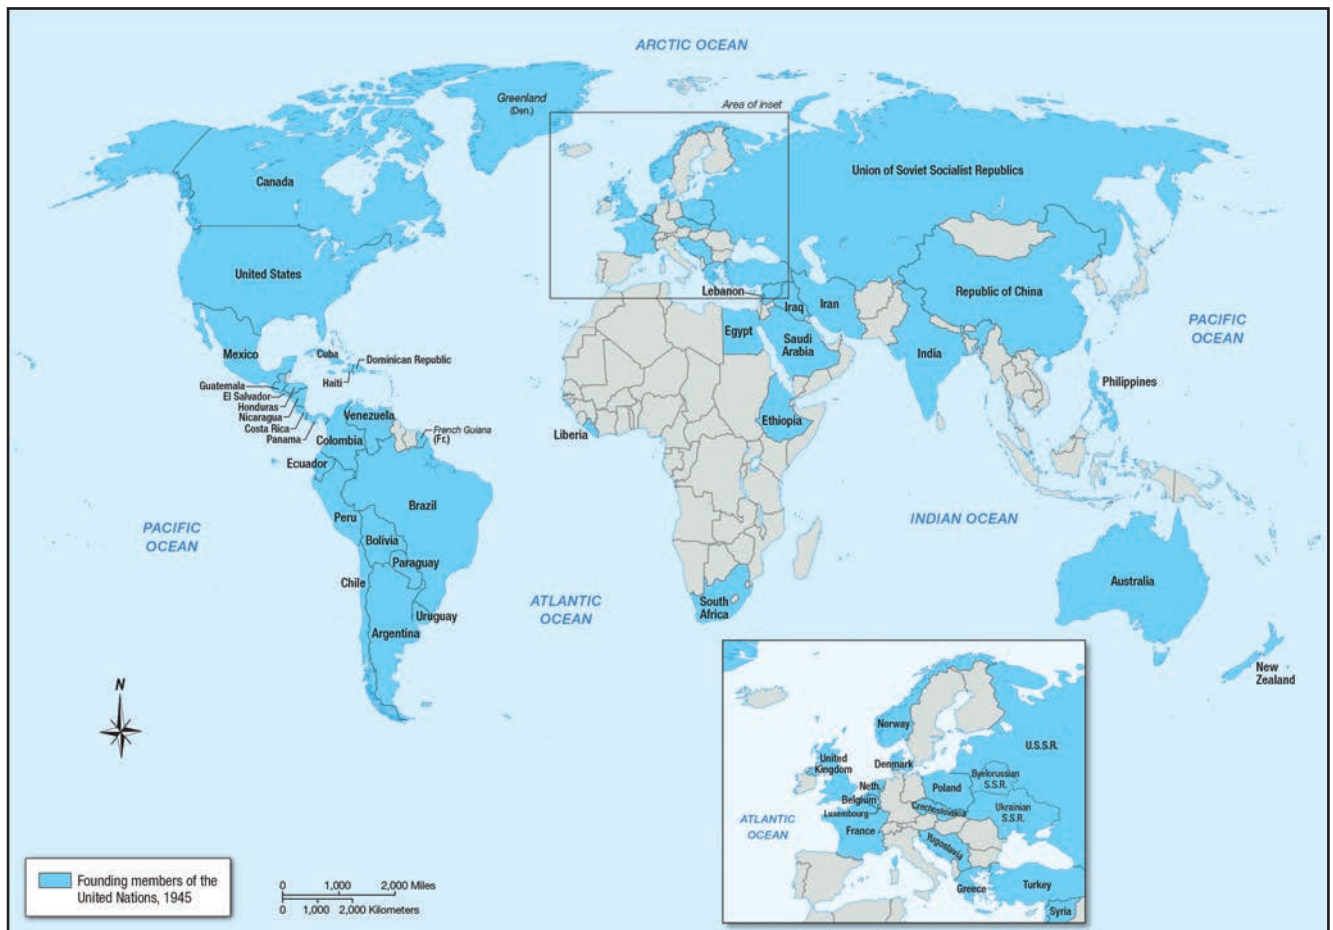 ARCTIC OCEAN
Greenland
(Den.)
Area of inset
Canada
Union of Soviet Socialist Republics
United States
Lebanon
Iraq
Iran
Republic of China
PACIFIC
OCEAN
Egypt
Saudi
Arabia
India
Mexico
Cuba
Dominican Republic
Haiti
Guatemala
El Salvador
Honduras
Nicaragua
Costa Rica
Panama
Philippines
Venezuela
French Guiana
(Fr.)
Colombia
Liberia
Ethiopia
Ecuador
Brazil
Peru
PACIFIC
OCEAN
INDIAN OCEAN
Bolivia
Paraguay
Chile
Australia
ATLANTIC
OCEAN
South
Africa
Uruguay
Argentina
New
Zealand
N
Norway
U.S.S.R.
United
Kingdom
Denmark
Byelorussian
S.S.R.
Neth.
Poland
Belgium
Czechoslovakia
Ukrainian
S.S.R.
Luxembourg
ATLANTIC
OCEAN
France
Yugoslavia
Greece
Turkey
Syria
Founding members of the
United Nations, 1945
0 1,000 2,000 Miles
0 1,000 2,000 Kilometers